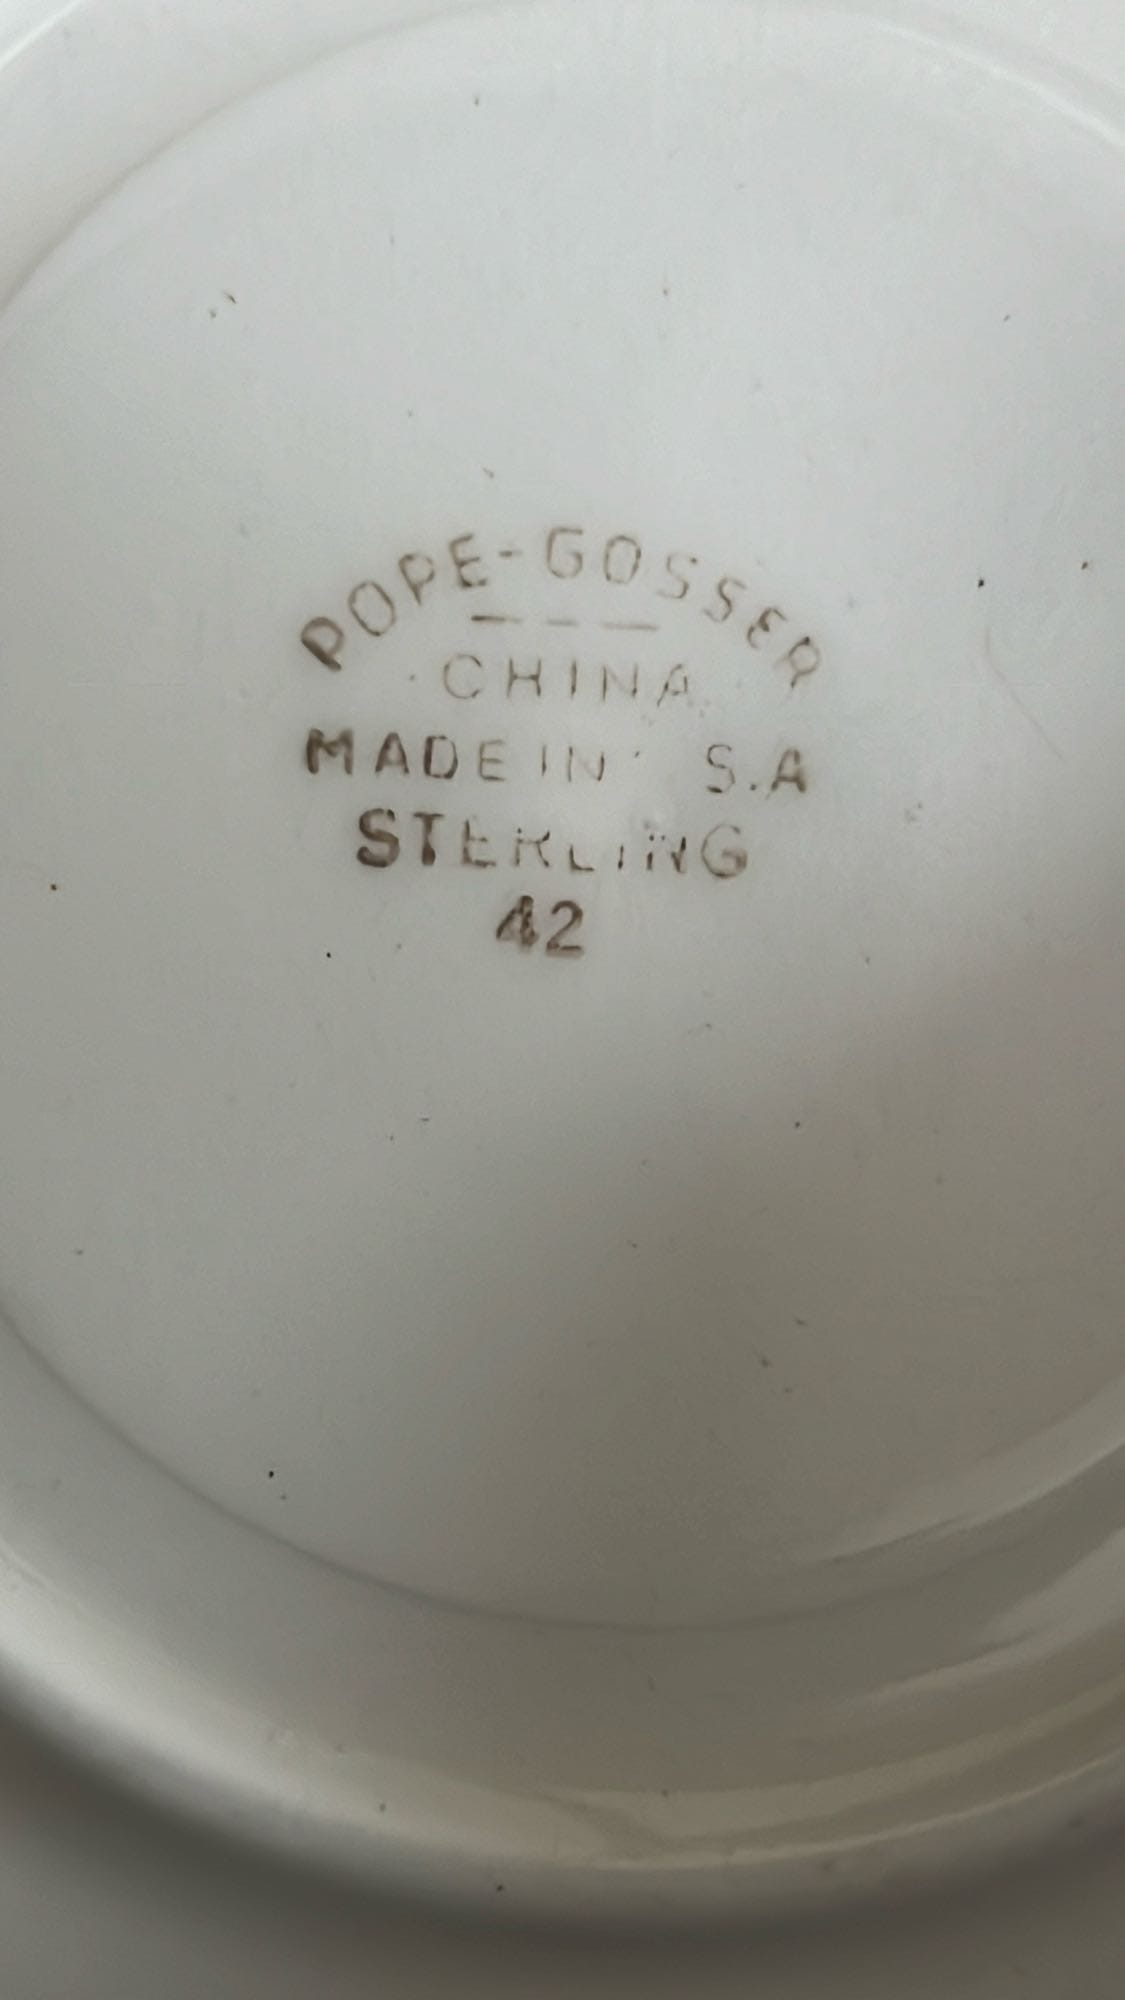 POPE-GOSSER
CHINA
MADE IN S.A
STERLING
42